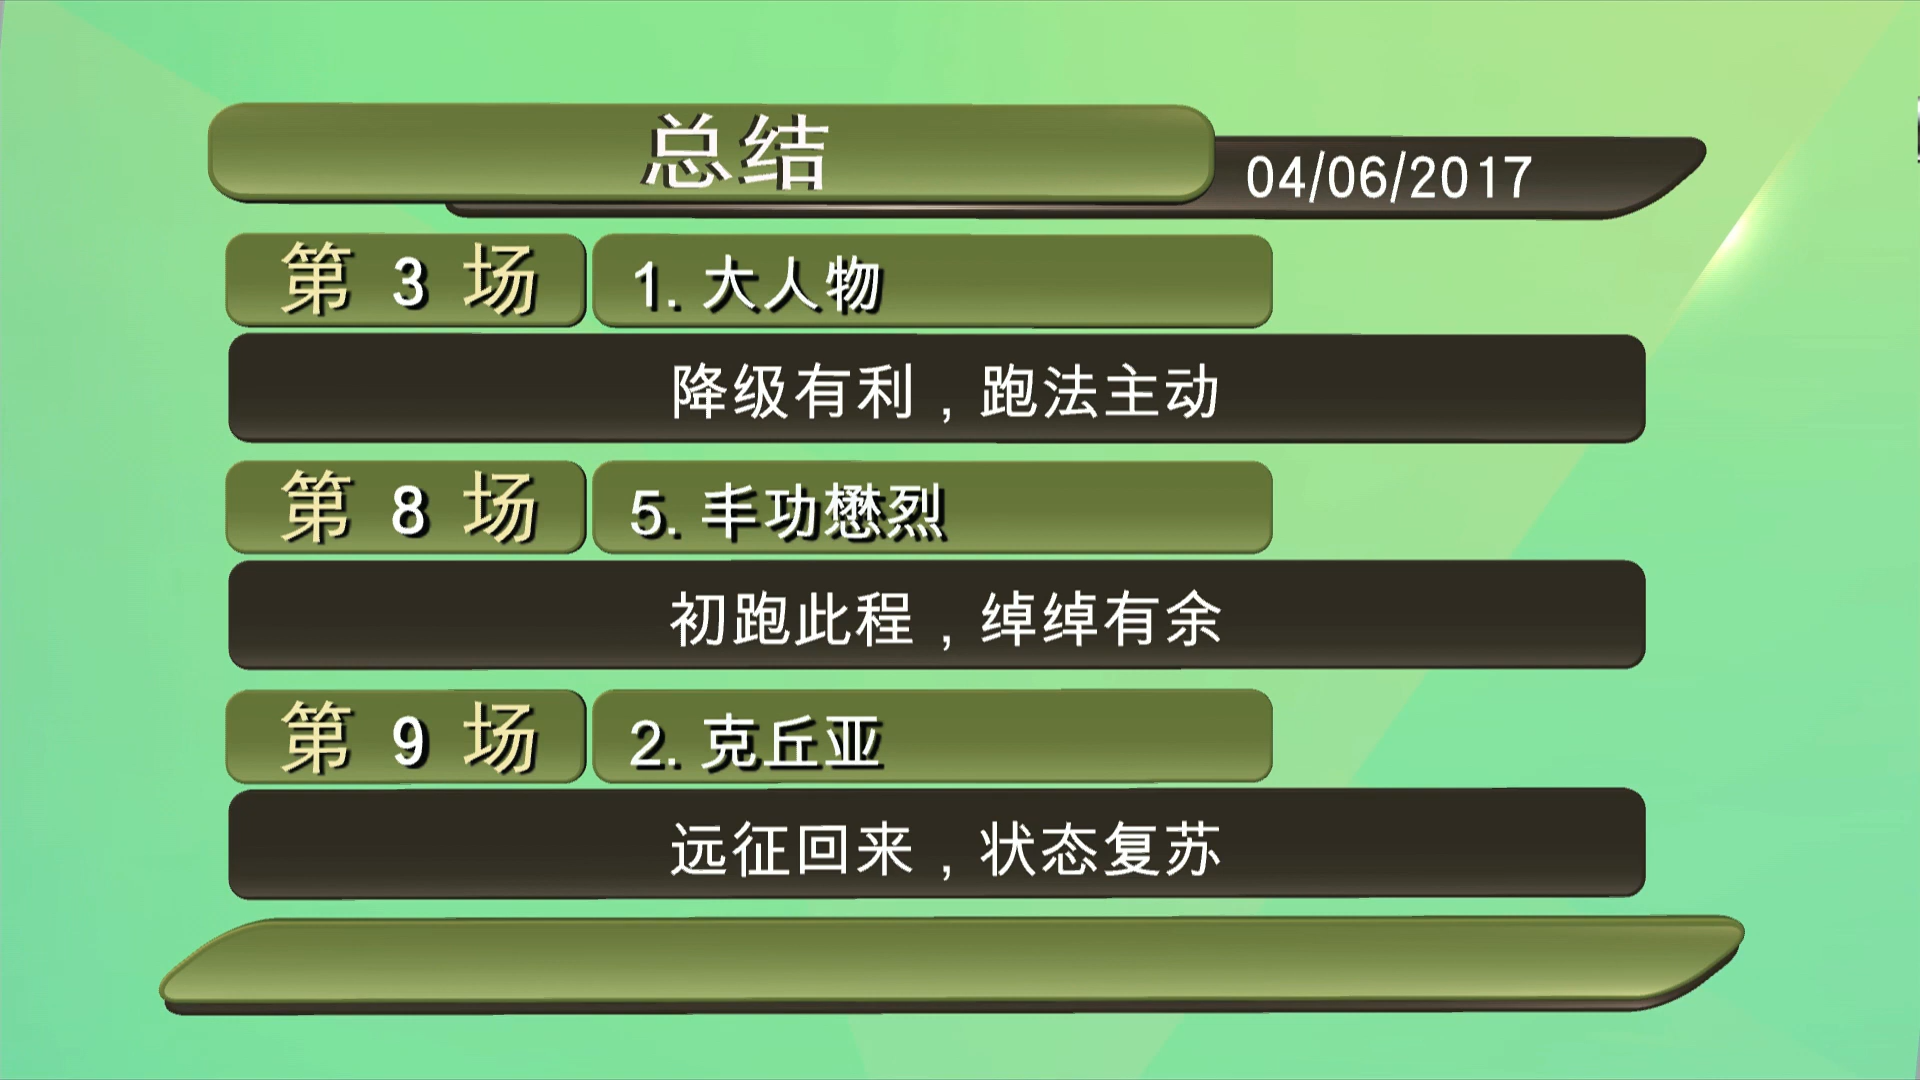 总结
04/06/2017
第 3 场 1. 大人物
降级有利，跑法主动
第 8 场 5. 丰功懋烈
初跑此程，绰绰有余
第 9 场 2. 克丘亚
远征回来，状态复苏